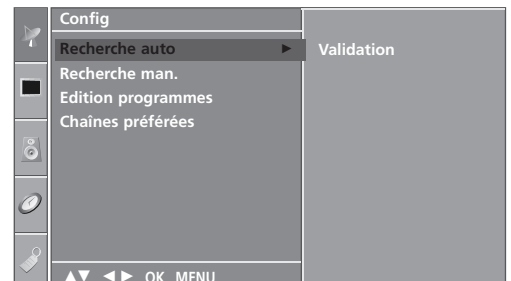 Config
Recherche auto ► Validation
Recherche man.
Edition programmes
Chaînes préférées
▲▼ ◄► OK MENU